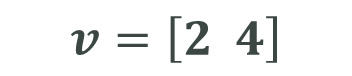 v = [2 4]